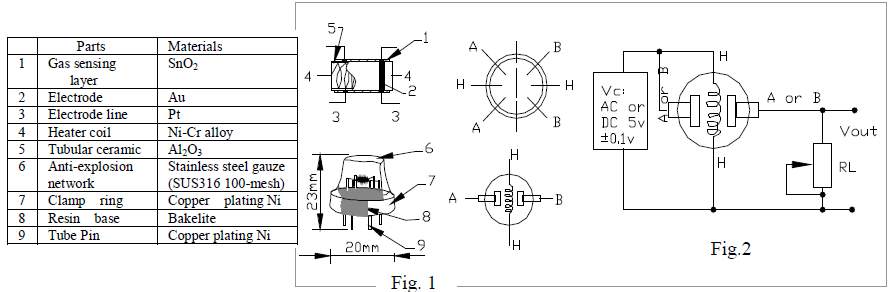 Parts Materials
1 Gas sensing layer SnO2
2 Electrode Au
3 Electrode line Pt
4 Heater coil Ni-Cr alloy
5 Tubular ceramic Al2O3
6 Anti-explosion network Stainless steel gauze (SUS316 100-mesh)
7 Clamp ring Copper plating Ni
8 Resin base Bakelite
9 Tube Pin Copper plating Ni
5
1
4
4
2
3 3
A B
H H
A B
6
7
8
9
23mm
20mm
H
A B
H
Fig. 1
H
Vc:
AC or
DC 5v
±0.1v
A or B
A or B
Vout
RL
H
Fig.2